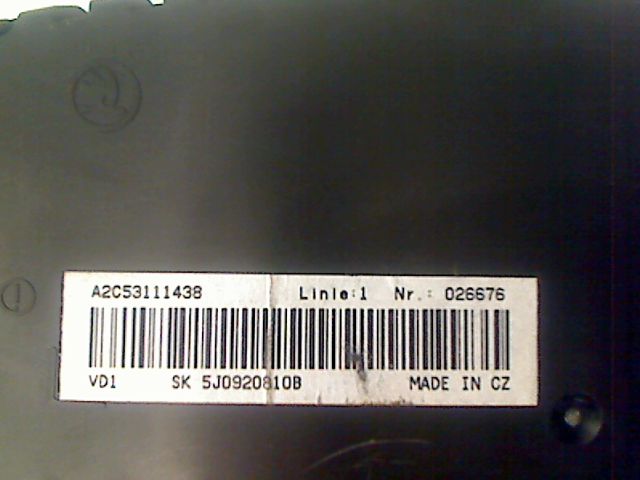 A2C53111438 Linie:1 Nr.: 026676
VD1 SK 5J0920810B MADE IN CZ